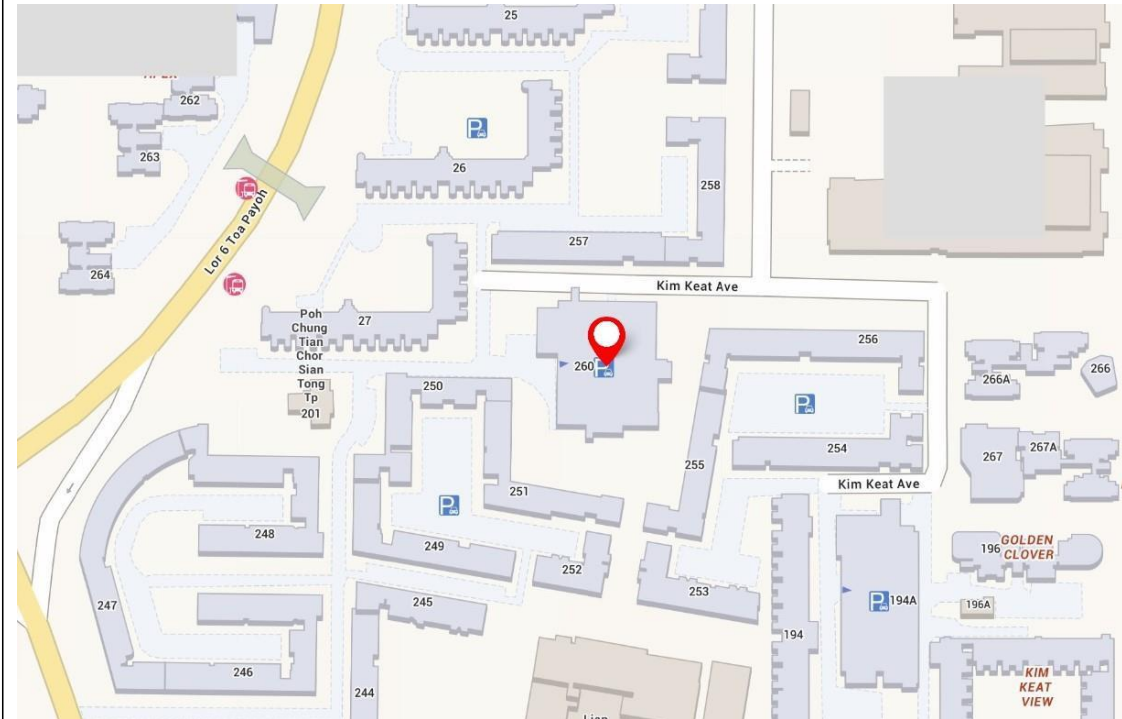 25
262
263
26
258
264
Lor 6 Toa Payoh
257
Kim Keat Ave
Poh
Chung
Tian
Chor
Sian
Tong
Tp
201
27
260
P
256
266A
266
250
P
255
254
267
267A
Kim Keat Ave
251
P
248
249
252
253
247
245
246
244
194
P
194A
196
GOLDEN
CLOVER
196A
KIM
KEAT
VIEW
P